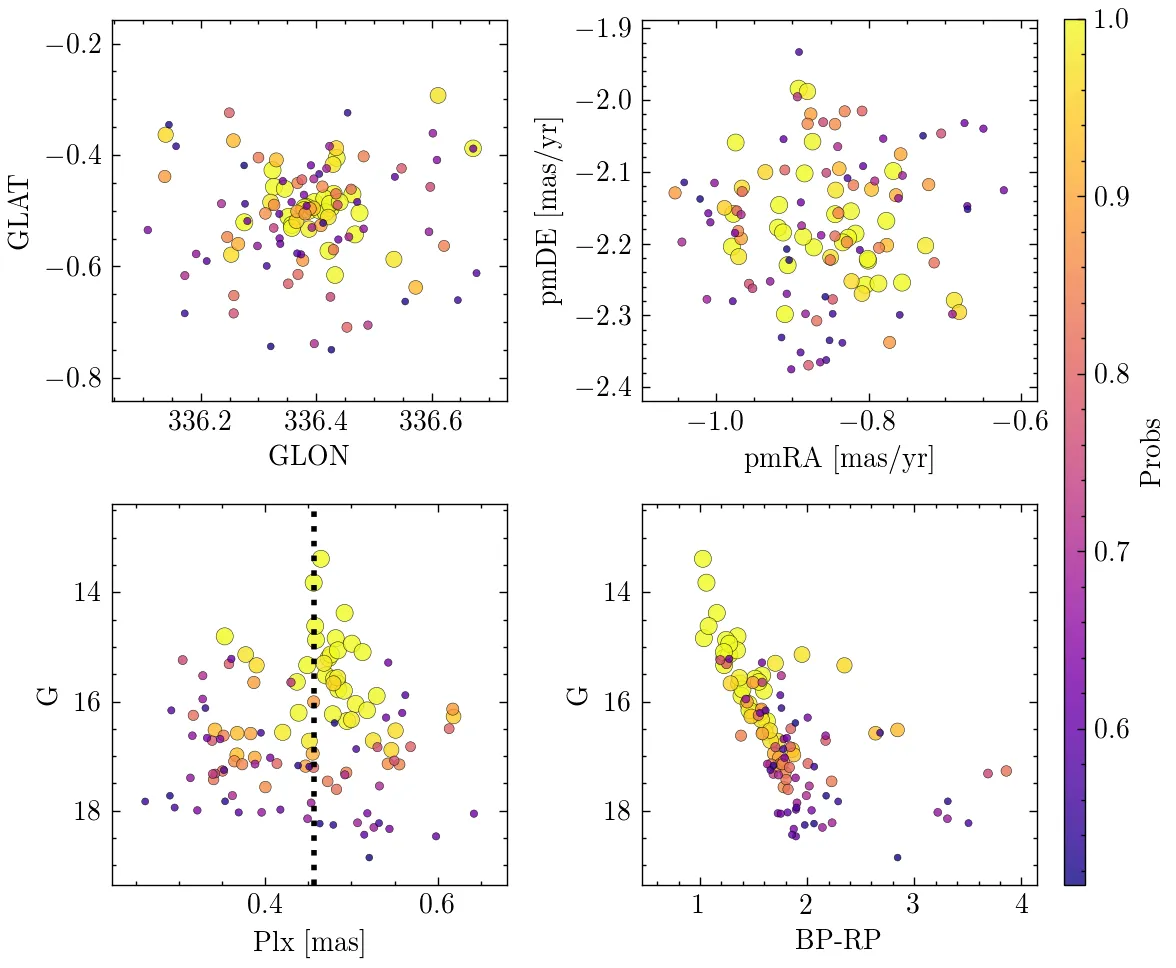 −0.2
−0.4
−0.6
−0.8
GLAT
336.2 336.4 336.6
GLON
−1.9
−2.0
−2.1
−2.2
−2.3
−2.4
pmDE [mas/yr]
−1.0 −0.8 −0.6
pmRA [mas/yr]
14
16
18
G
0.4 0.6
Plx [mas]
14
16
18
G
1 2 3 4
BP-RP
1.0
0.9
0.8
0.7
0.6
Probs